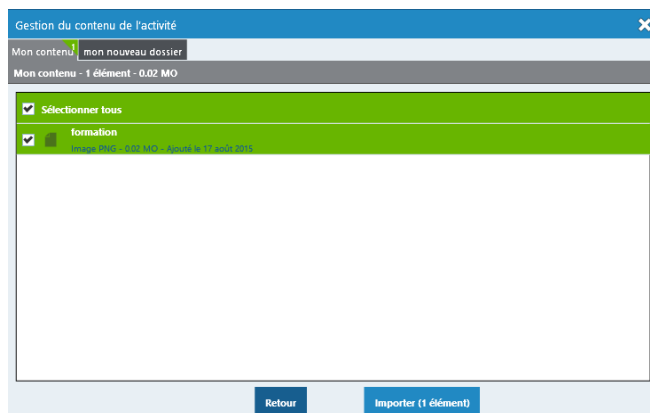 Gestion du contenu de l'activité
Mon contenu 1 mon nouveau dossier
Mon contenu - 1 élément - 0.02 MO
Sélectionner tous
formation
Image PNG - 0.02 MO - Ajouté le 17 août 2015
Retour Importer (1 élément)